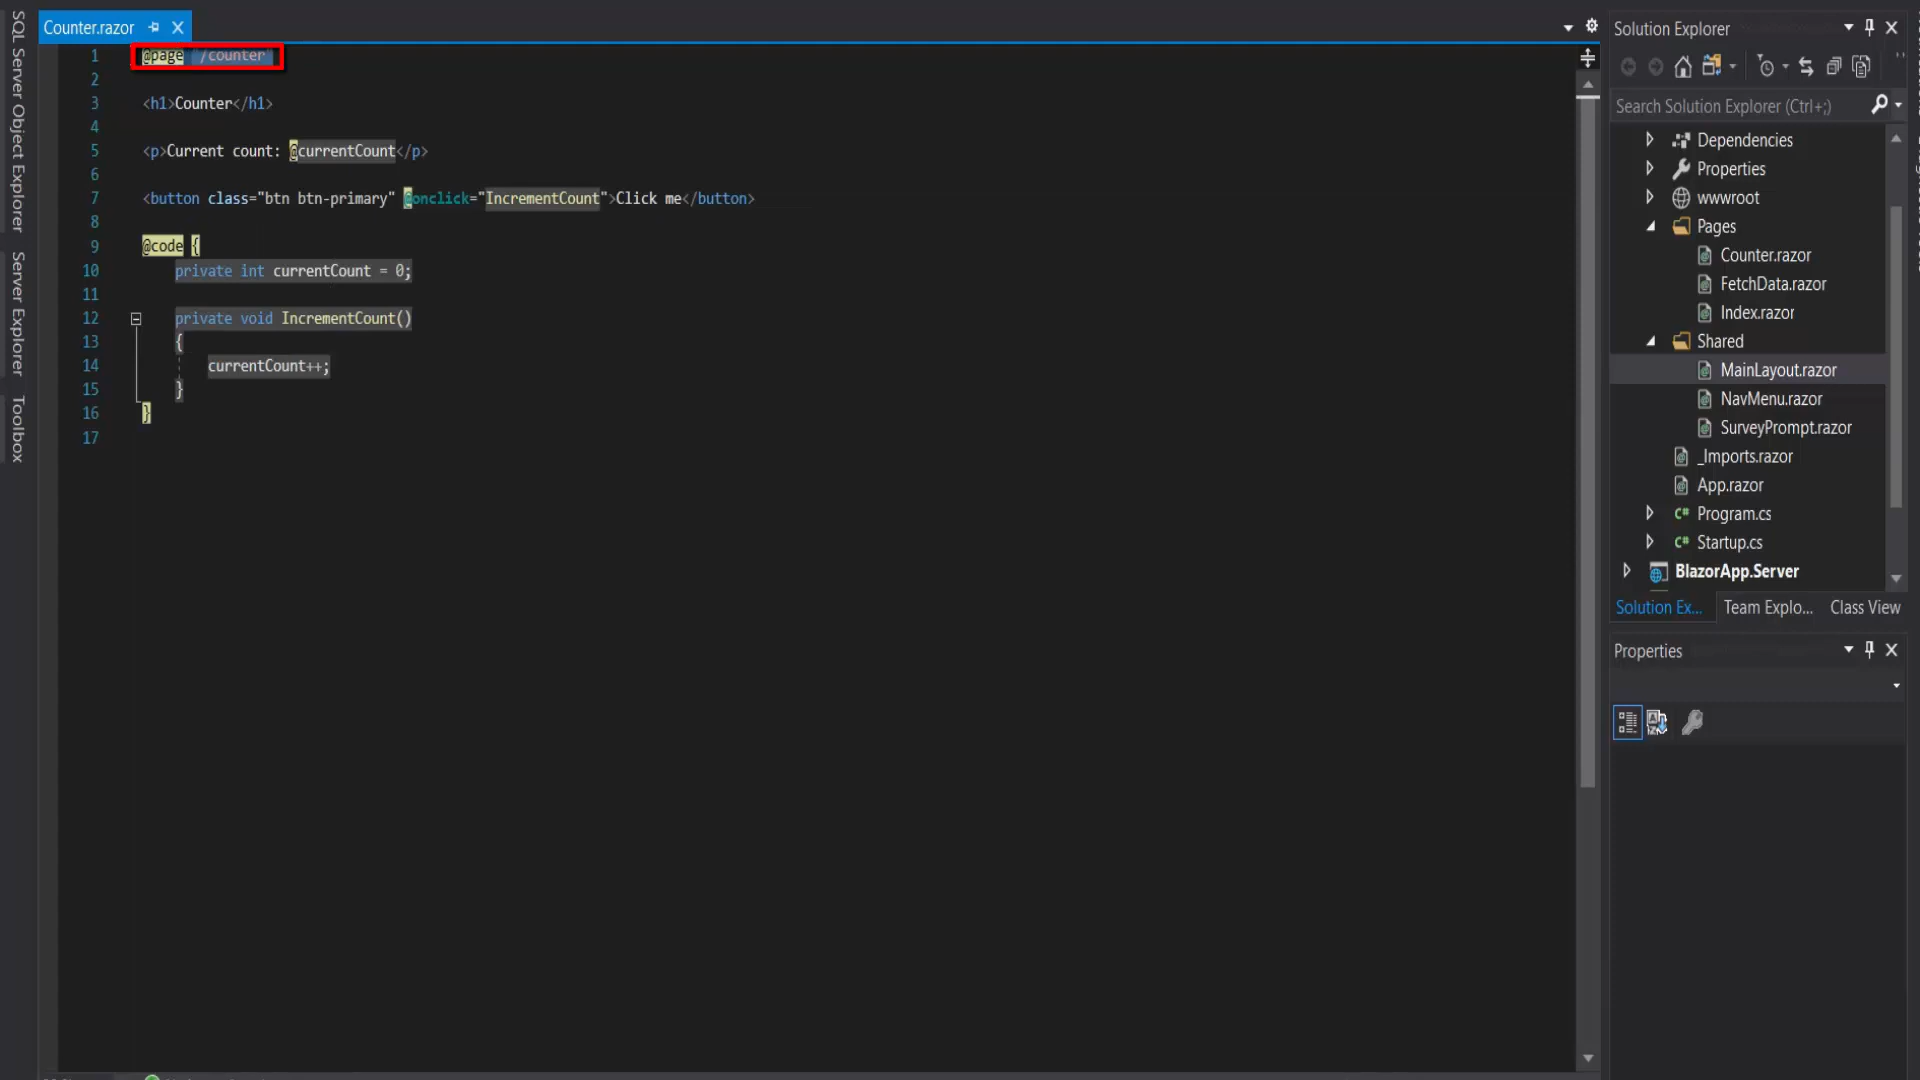 SQL Server Object Explorer
Server Explorer
Toolbox
Counter.razor
1 @page "/counter"
2
3 <h1>Counter</h1>
4
5 <p>Current count: @currentCount</p>
6
7 <button class="btn btn-primary" @onclick="IncrementCount">Click me</button>
8
9 @code {
10 private int currentCount = 0;
11
12 private void IncrementCount()
13 {
14 currentCount++;
15 }
16 }
17
Solution Explorer
Search Solution Explorer (Ctrl+;)
Dependencies
Properties
wwwroot
Pages
Counter.razor
FetchData.razor
Index.razor
Shared
MainLayout.razor
NavMenu.razor
SurveyPrompt.razor
_Imports.razor
App.razor
C# Program.cs
C# Startup.cs
BlazorApp.Server
Solution Ex... Team Explo... Class View
Properties